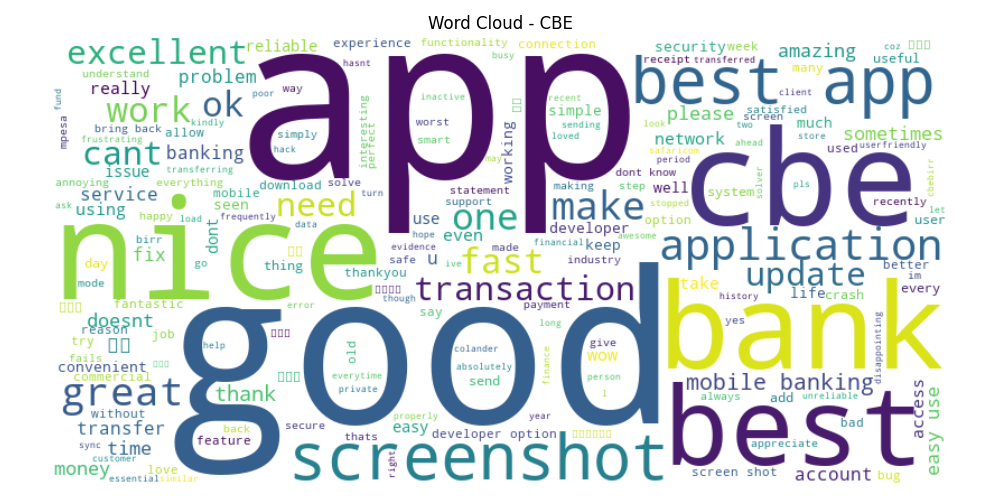 Word Cloud - CBE
excellent
reliable
experience
functionality
connection
busy
security
week
amazing
coz
useful
understand
problem
hasnt
app
best app
receipt
transferred
many
client
really
poor
way
inactive
recent
simple
please
satisfied
screen
much
store
fund
mpesa
work
ok
kindly
interesting
perfect
worst
sending
look
two
bring back
allow
simply
smart
loved
working
network
ahead
used
userfriendly
sometimes
frustrating
cant
banking
hack
may
safaricom
period
cbe
issue
transferring
solve
dont know
annoying
everything
mobile
download
turn
statement
making
step
well
system
solver
pls
recently
cbebirr
service
seen
need
support
one
make
stopped
option
let
user
ask
using
happy
load
frequently
data
use
even
developer
awesome
nice
birr
dont
hope
evidence
made
financial
keep
application
fix
go
thing
safe
u
ive
fast
industry
better
day
thankyou
update
im
mode
though
transaction
take
life
crash
every
fantastic
error
say
payment
history
bank
doesnt
good
long
yes
reason
try
job
help
old
colander
give
wow
disappointing
fails
absolutely
finance
convenient
commercial
everytime
send
person
mobile banking
great
thank
private
l
always
add
unreliable
access
easy use
without
back
secure
properly
easy
year
best
bad
transfer
feature
thats
developer option
appreciate
time
sync
customer
right
screenshot
money
love
screen shot
account
bug
essential
similar